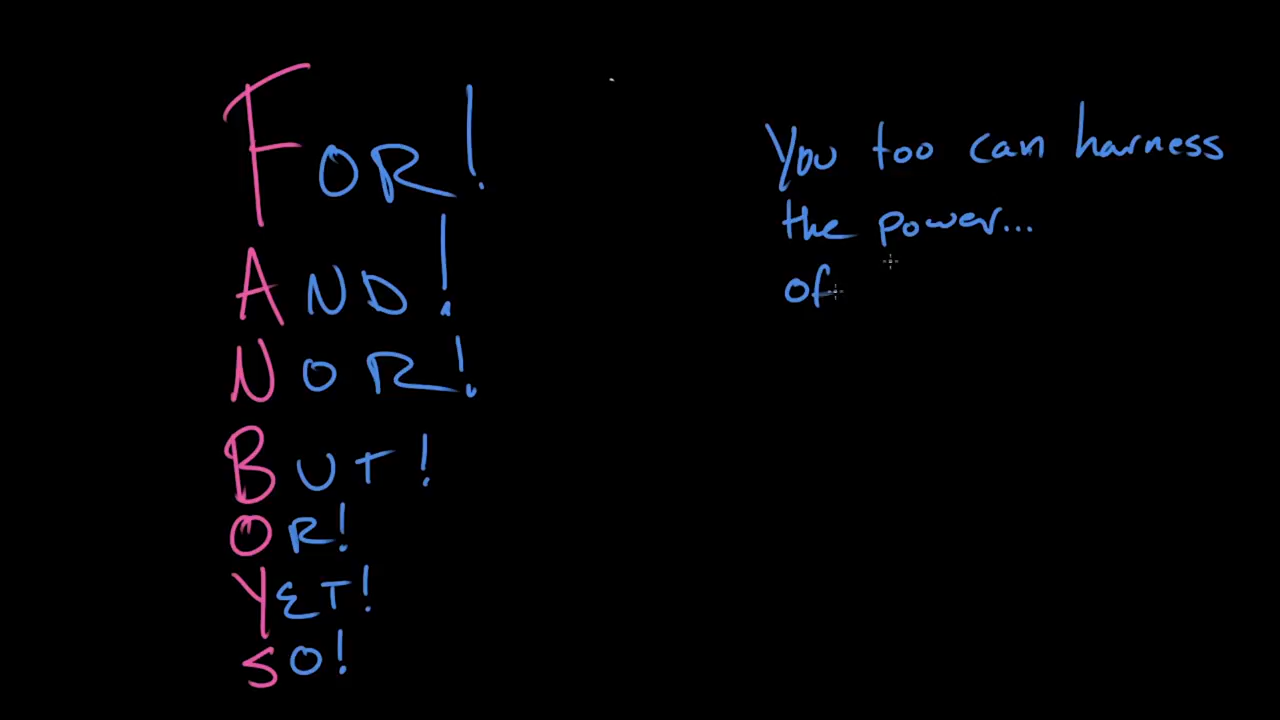 FOR!
AND!
NOR!
BUT!
OR!
YET!
SO!
You too can harness
the power...
of